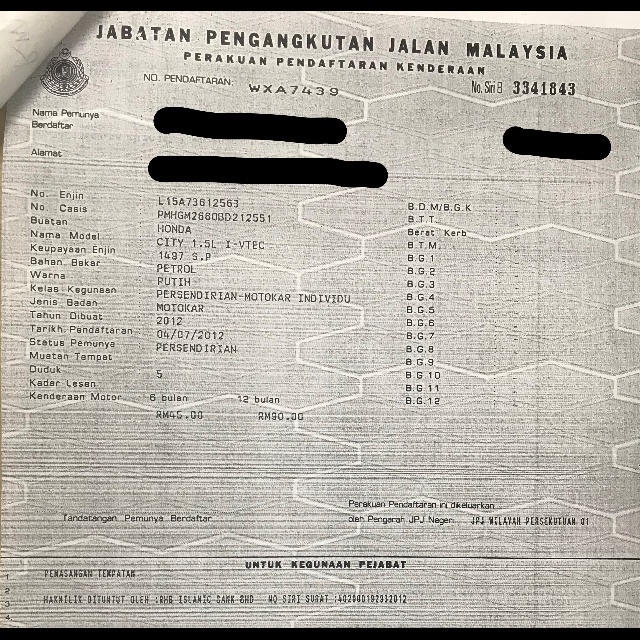 JABATAN PENGANGKUTAN JALAN MALAYSIA
PERAKUAN PENDAFTARAN KENDERAAN
NO. PENDAFTARAN: WXA7439 No. Siri B 3341843
Nama Pemunya
Berdaftar
Alamat
No. Enjin L15A73612563 B.D.M/B.G.K
No. Casis PMHGM2660BD212551 B.T.T.
Buatan HONDA Berat Kerb
Nama Model CITY 1.5L I-VTEC B.T.M.
Keupayaan Enjin 1497 S.P B.G.1
Bahan Bakar PETROL B.G.2
Warna PUTIH B.G.3
Kelas Kegunaan PERSENDIRIAN-MOTOKAR INDIVIDU B.G.4
Jenis Badan MOTOKAR B.G.5
Tahun Dibuat 2012 B.G.6
Tarikh Pendaftaran 04/07/2012 B.G.7
Status Pemunya PERSENDIRIAN B.G.8
Muatan Tempat B.G.9
Duduk 5 B.G.10
Kadar Lesen B.G.11
Kenderaan Motor 6 bulan 12 bulan B.G.12
RM45.00 RM90.00
Perakuan Pendaftaran ini dikeluarkan
Tandatangan Pemunya Berdaftar oleh Pengarah JPJ Negeri JPJ WILAYAH PERSEKUTUAN 01
UNTUK KEGUNAAN PEJABAT
1 PEMASANGAN TEMPATAN
2
3 HAKMILIK DITUNTUT OLEH :RHB ISLAMIC BANK BHD NO SIRI SURAT :
4